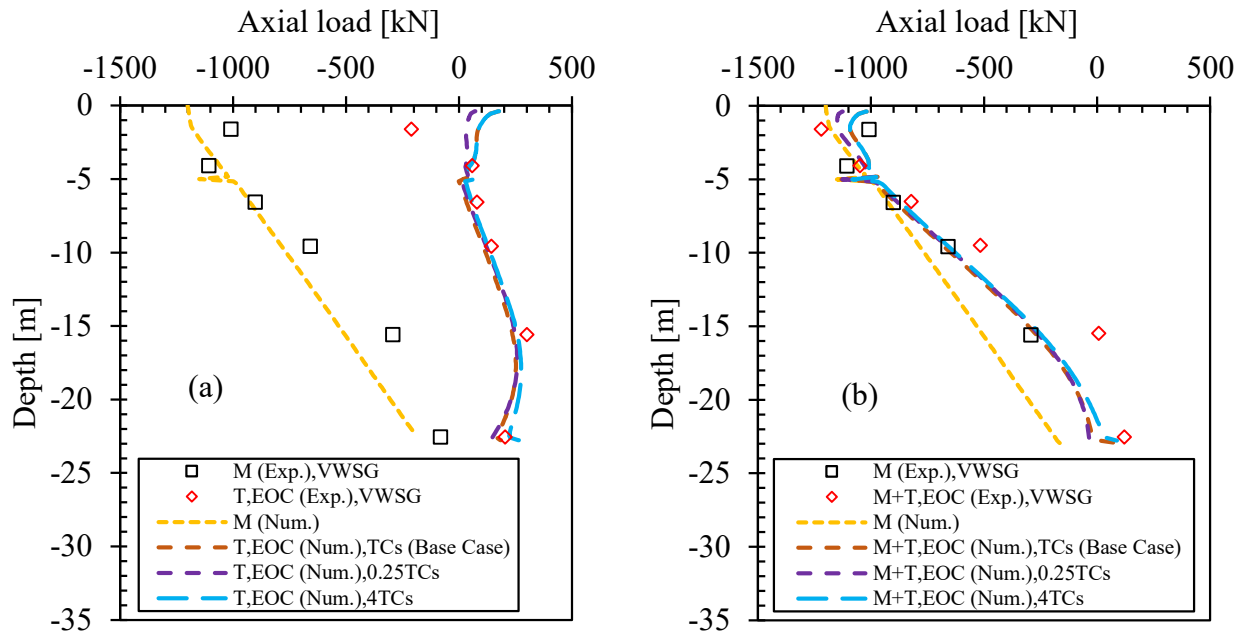 Axial load [kN]
-1500 -1000 -500 0 500
0
-5
-10
-15
-20
-25
-30
-35
Depth [m]
(a)
M (Exp.),VWSG
T,EOC (Exp.),VWSG
M (Num.)
T,EOC (Num.),TCs (Base Case)
T,EOC (Num.),0.25TCs
T,EOC (Num.),4TCs
Axial load [kN]
-1500 -1000 -500 0 500
0
-5
-10
-15
-20
-25
-30
-35
Depth [m]
(b)
M (Exp.),VWSG
M+T,EOC (Exp.),VWSG
M (Num.)
M+T,EOC (Num.),TCs (Base Case)
M+T,EOC (Num.),0.25TCs
M+T,EOC (Num.),4TCs